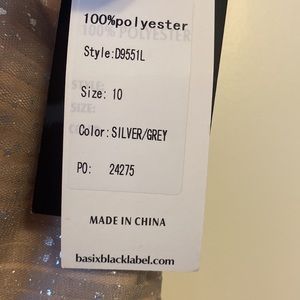 100%polyester
Style:D9551L
Size: 10
Color: SILVER/GREY
PO: 24275
MADE IN CHINA
basixblacklabel.com